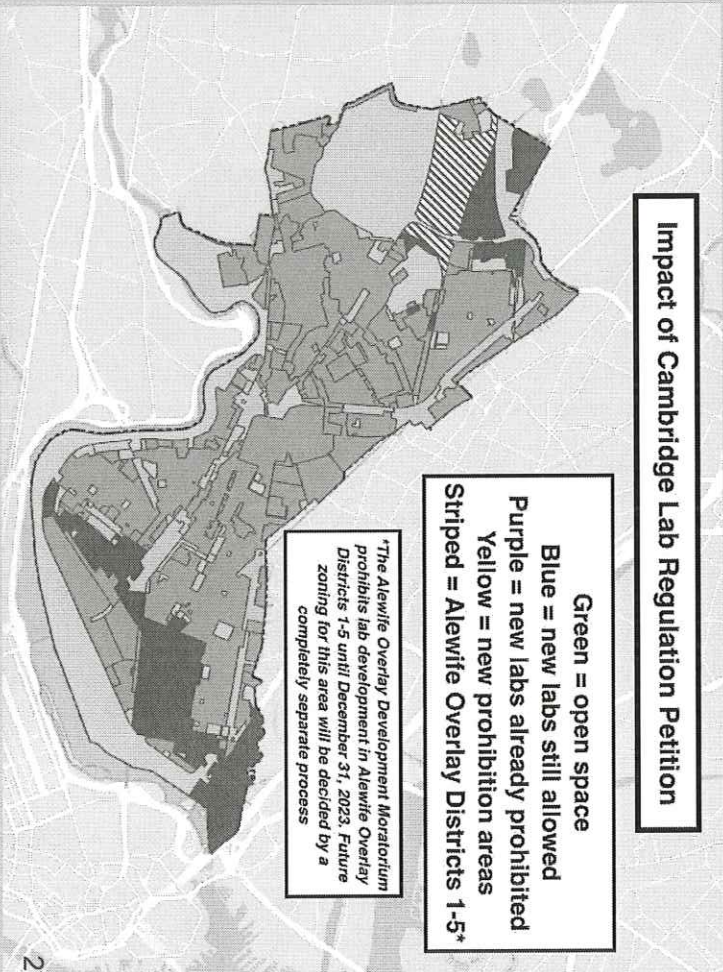 Impact of Cambridge Lab Regulation Petition
Green = open space
Blue = new labs still allowed
Purple = new labs already prohibited
Yellow = new prohibition areas
Striped = Alewife Overlay Districts 1-5*
*The Alewife Overlay Development Moratorium
prohibits lab development in Alewife Overlay
Districts 1-5 until December 31, 2023. Future
zoning for this area will be decided by a
completely separate process
2